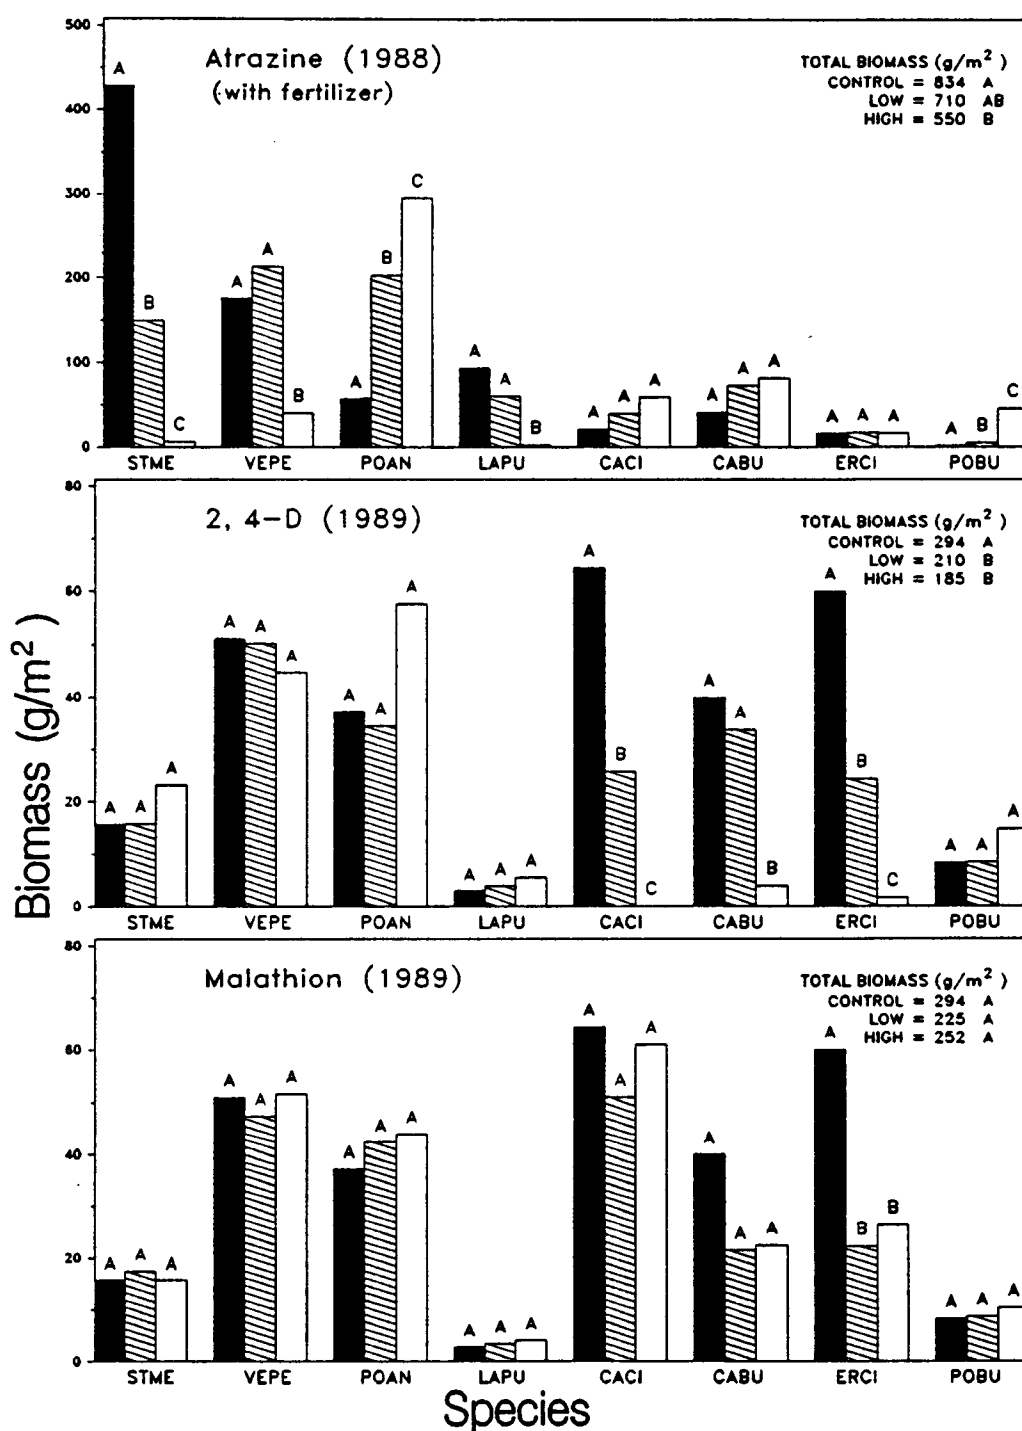 Atrazine (1988)
(with fertilizer)
TOTAL BIOMASS (g/m²)
CONTROL = 834 A
LOW = 710 AB
HIGH = 550 B
500
400
300
200
100
0
A B C
A A B
A B C
A A B
A A A
A A A
A A A
A B C
STME VEPE POAN LAPU CACI CABU ERCI POBU
2, 4-D (1989)
TOTAL BIOMASS (g/m²)
CONTROL = 294 A
LOW = 210 B
HIGH = 185 B
80
60
40
20
0
A A A
A A A
A A A
A A A
A B C
A A B
A B C
A A A
STME VEPE POAN LAPU CACI CABU ERCI POBU
Malathion (1989)
TOTAL BIOMASS (g/m²)
CONTROL = 294 A
LOW = 225 A
HIGH = 252 A
80
60
40
20
0
A A A
A A A
A A A
A A A
A A A
A A A
A B B
A A A
STME VEPE POAN LAPU CACI CABU ERCI POBU
Biomass (g/m²)
Species